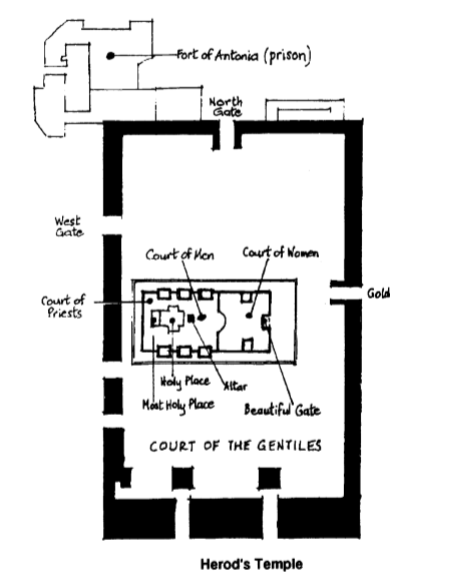 Fort of Antonia (prison)
North
Gate
West
Gate
Court of Men
Court of Women
Court of
Priests
Gold
Holy Place
Altar
Most Holy Place
Beautiful Gate
COURT OF THE GENTILES
Herod's Temple